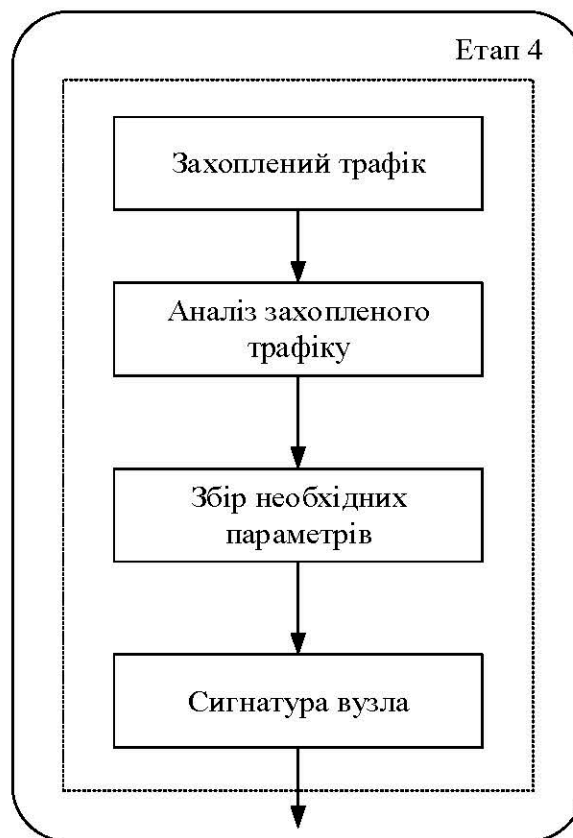 Етап 4
Захоплений трафік
Аналіз захопленого
трафіку
Збір необхідних
параметрів
Сигнатура вузла